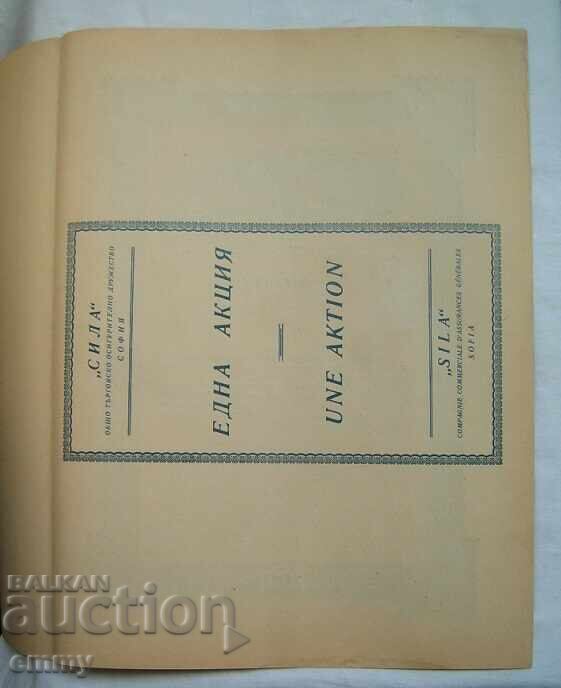 „СИЛА“
ОБЩО ТЪРГОВСКО ОСИГУРИТЕЛНО ДРУЖЕСТВО
СОФИЯ
ЕДНА АКЦИЯ
UNE AKTION
„SILA“
COMPAGNIE COMMERCIALE D'ASSURANCES GÉNÉRALES
SOFIA
BALKAN
auction
emmy